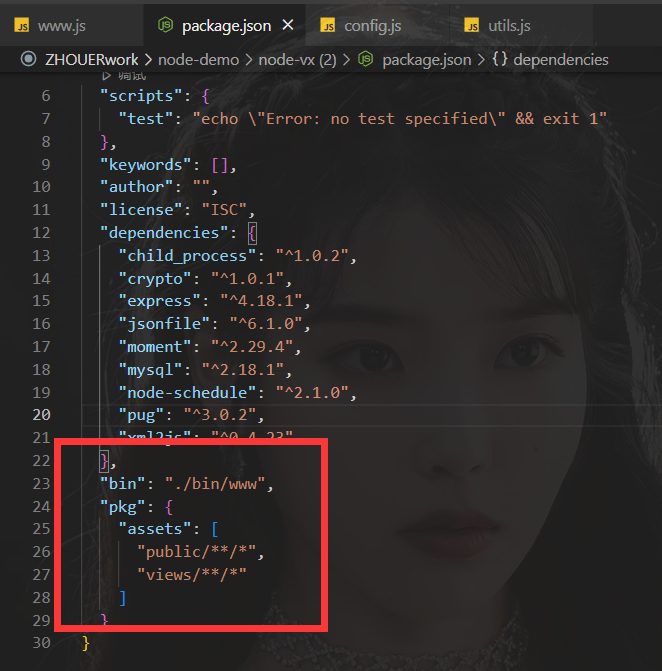 www.js package.json × config.js utils.js
ZHOUERwork > node-demo > node-vx (2) > package.json > {} dependencies
调试
6 "scripts": {
7 "test": "echo \"Error: no test specified\" && exit 1"
8 },
9 "keywords": [],
10 "author": "",
11 "license": "ISC",
12 "dependencies": {
13 "child_process": "^1.0.2",
14 "crypto": "^1.0.1",
15 "express": "^4.18.1",
16 "jsonfile": "^6.1.0",
17 "moment": "^2.29.4",
18 "mysql": "^2.18.1",
19 "node-schedule": "^2.1.0",
20 "pug": "^3.0.2",
21 "xml2js": "^0.4.23"
22 },
23 "bin": "./bin/www",
24 "pkg": {
25 "assets": [
26 "public/**/*",
27 "views/**/*"
28 ]
29 }
30 }